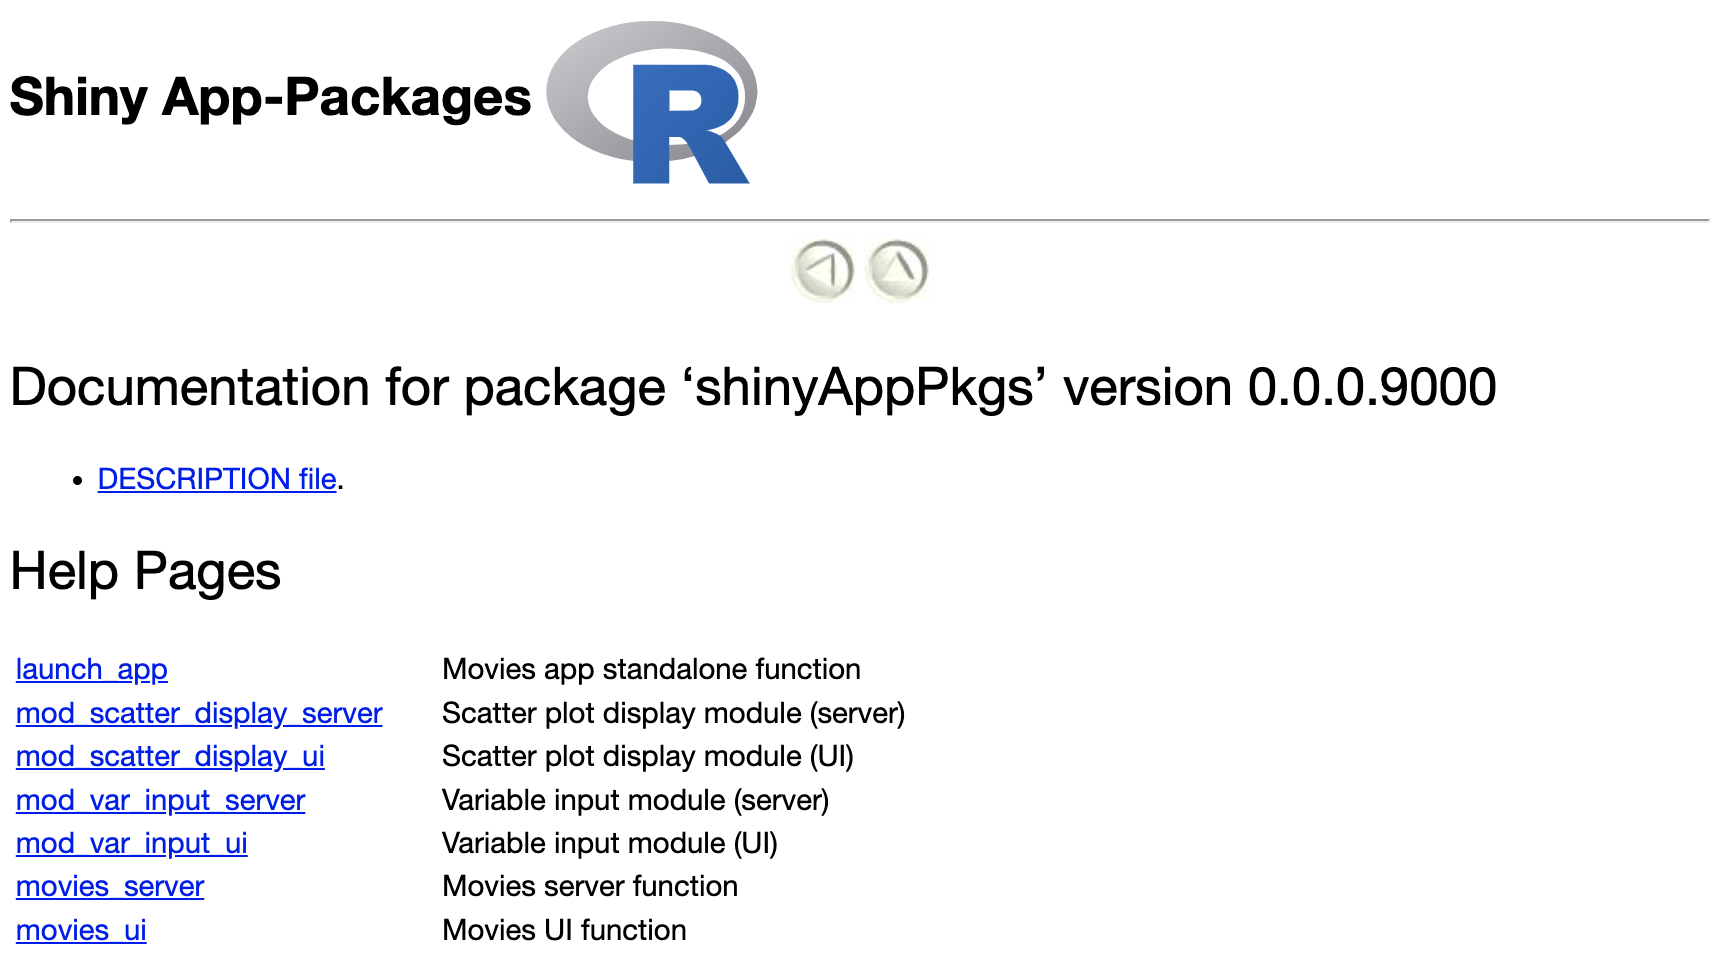 Shiny App-Packages R
Documentation for package ‘shinyAppPkgs’ version 0.0.0.9000
• DESCRIPTION file.
Help Pages
launch_app Movies app standalone function
mod_scatter_display_server Scatter plot display module (server)
mod_scatter_display_ui Scatter plot display module (UI)
mod_var_input_server Variable input module (server)
mod_var_input_ui Variable input module (UI)
movies_server Movies server function
movies_ui Movies UI function